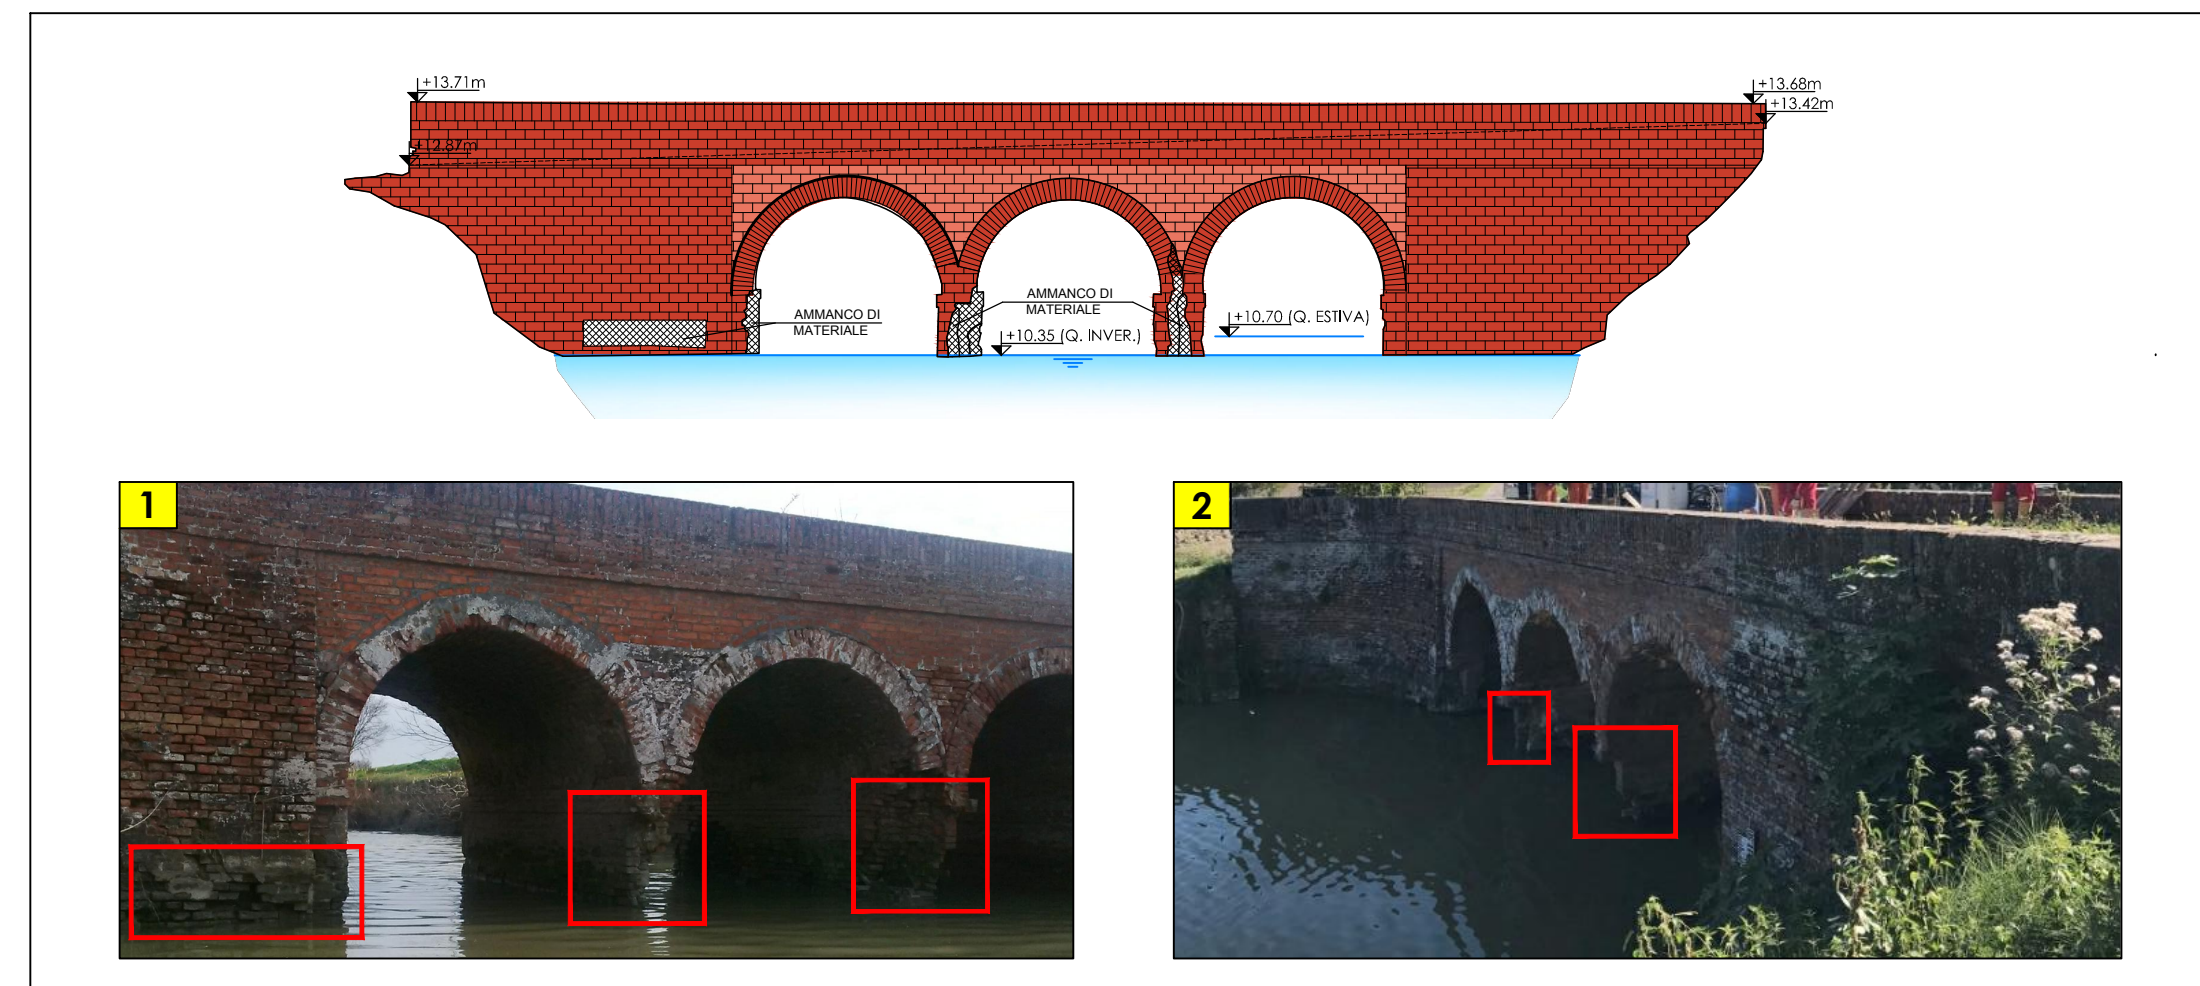 +13.71m
+13.68m
+13.42m
+12.87m
AMMANCO DI
MATERIALE
AMMANCO DI
MATERIALE
+10.35 (Q. INVER.)
+10.70 (Q. ESTIVA)
1
2